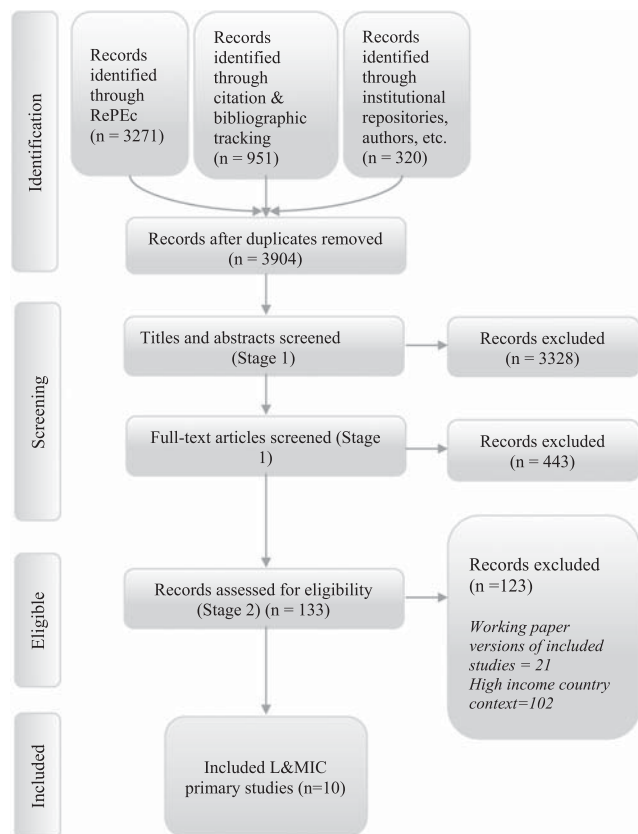 Identification
Records
identified
through
RePEc
(n = 3271)
Records
identified
through
citation &
bibliographic
tracking
(n = 951)
Records
identified
through
institutional
repositories,
authors, etc.
(n = 320)
Records after duplicates removed
(n = 3904)
Screening
Titles and abstracts screened
(Stage 1)
Records excluded
n = 3328)
Full-text articles screened (Stage
1)
Records excluded
(n = 443)
Eligible
Records assessed for eligibility
(Stage 2) (n = 133)
Records excluded
(n =123)
Working paper
versions of included
studies = 21
High income country
context=102
Included
Included L&MIC
primary studies (n=10)